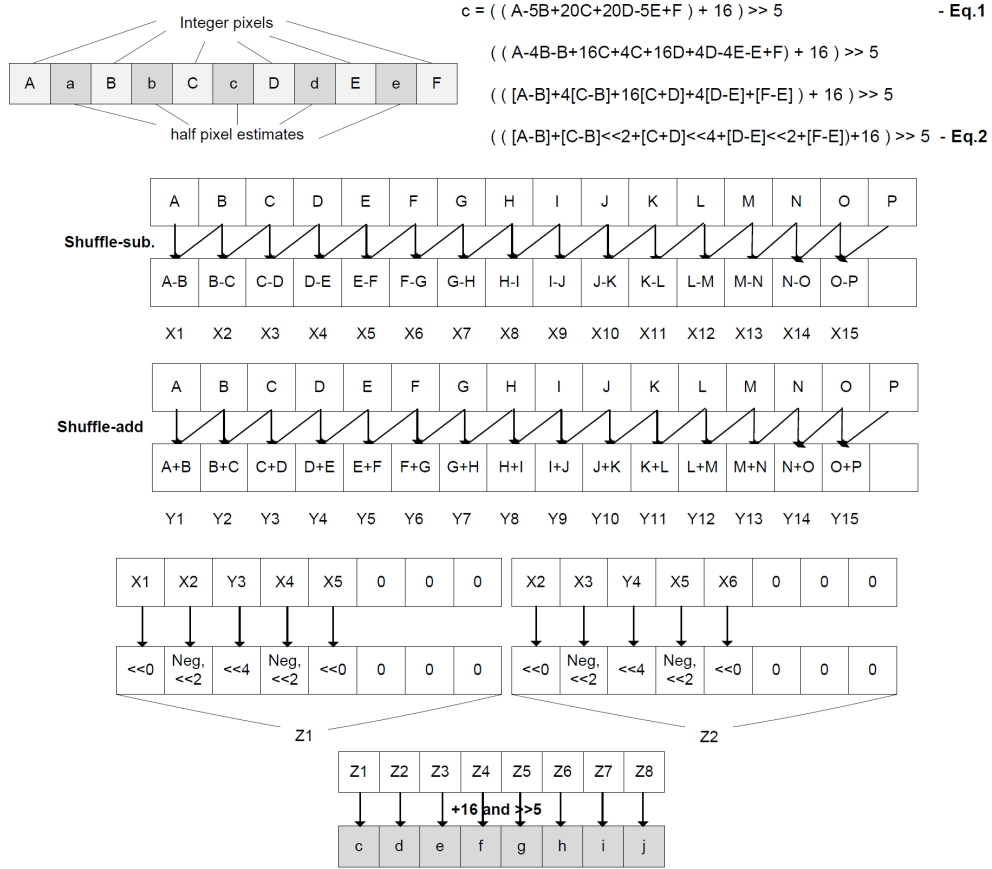 Integer pixels
A a B b C c D d E e F
half pixel estimates
c = ( ( A-5B+20C+20D-5E+F ) + 16 ) >> 5 - Eq.1
( ( A-4B-B+16C+4C+16D+4D-4E-E+F) + 16 ) >> 5
( ( [A-B]+4[C-B]+16[C+D]+4[D-E]+[F-E] ) + 16 ) >> 5
( ( [A-B]+[C-B]<<2+[C+D]<<4+[D-E]<<2+[F-E])+16 ) >> 5 - Eq.2
A B C D E F G H I J K L M N O P
Shuffle-sub.
A-B B-C C-D D-E E-F F-G G-H H-I I-J J-K K-L L-M M-N N-O O-P
X1 X2 X3 X4 X5 X6 X7 X8 X9 X10 X11 X12 X13 X14 X15
A B C D E F G H I J K L M N O P
Shuffle-add
A+B B+C C+D D+E E+F F+G G+H H+I I+J J+K K+L L+M M+N N+O O+P
Y1 Y2 Y3 Y4 Y5 Y6 Y7 Y8 Y9 Y10 Y11 Y12 Y13 Y14 Y15
X1 X2 Y3 X4 X5 0 0 0 X2 X3 Y4 X5 X6 0 0 0
<<0 Neg, <<2 <<4 Neg, <<2 <<0 0 0 0 <<0 Neg, <<2 <<4 Neg, <<2 <<0 0 0 0
Z1 Z2
Z1 Z2 Z3 Z4 Z5 Z6 Z7 Z8
+16 and >>5
c d e f g h i j